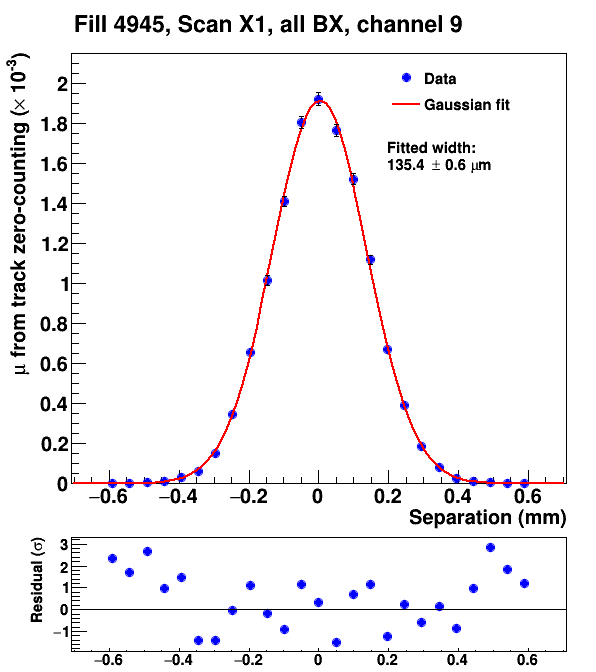 Fill 4945, Scan X1, all BX, channel 9
μ from track zero-counting (× 10⁻³)
2
1.8
1.6
1.4
1.2
1
0.8
0.6
0.4
0.2
0
Data
Gaussian fit
Fitted width:
135.4 ± 0.6 μm
−0.6 −0.4 −0.2 0 0.2 0.4 0.6
Separation (mm)
Residual (σ)
3
2
1
0
−1
−0.6 −0.4 −0.2 0 0.2 0.4 0.6